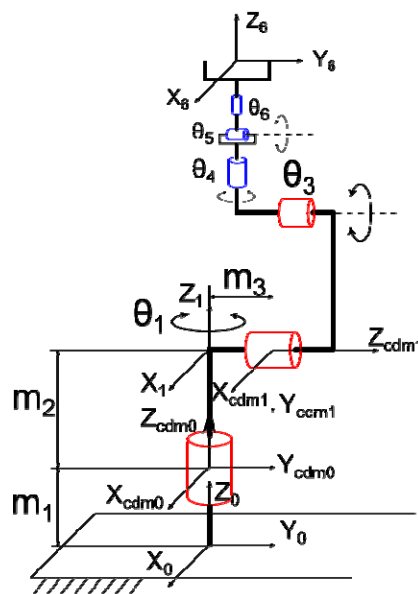 Z6
Y6
X6
θ6
θ5
θ4
θ3
m3
Z1
θ1
Zcdm1
X1
Xcdm1
,Yccm1
m2
Zcdm0
Ycdm0
Xcdm0
Z0
m1
Y0
X0